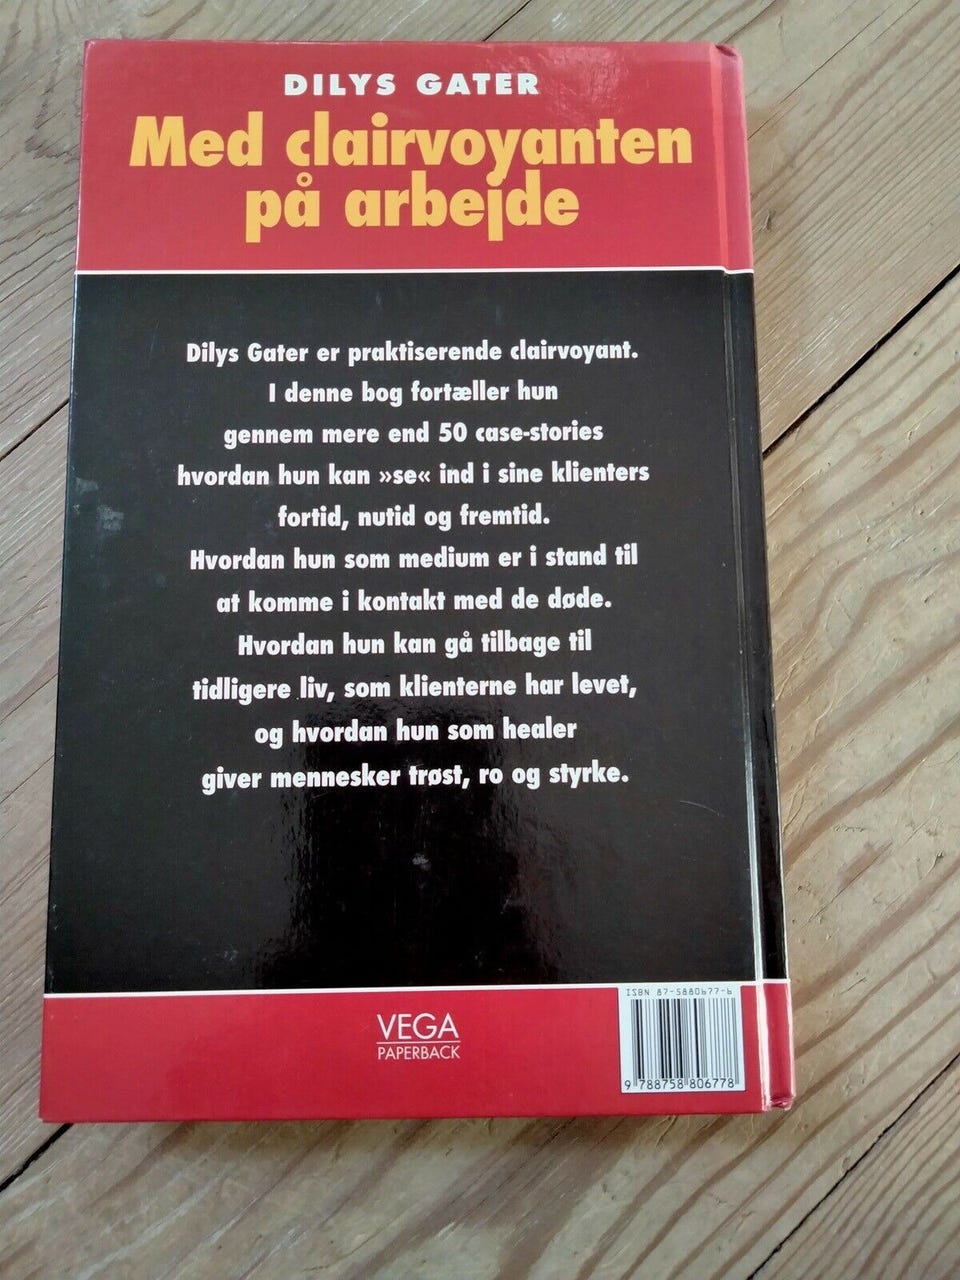 DILYS GATER
Med clairvoyanten
på arbejde
Dilys Gater er praktiserende clairvoyant.
I denne bog fortæller hun
gennem mere end 50 case-stories
hvordan hun kan »se« ind i sine klienters
fortid, nutid og fremtid.
Hvordan hun som medium er i stand til
at komme i kontakt med de døde.
Hvordan hun kan gå tilbage til
tidligere liv, som klienterne har levet,
og hvordan hun som healer
giver mennesker trøst, ro og styrke.
VEGA
PAPERBACK
ISBN 87-5880677-6
9 788758 806778